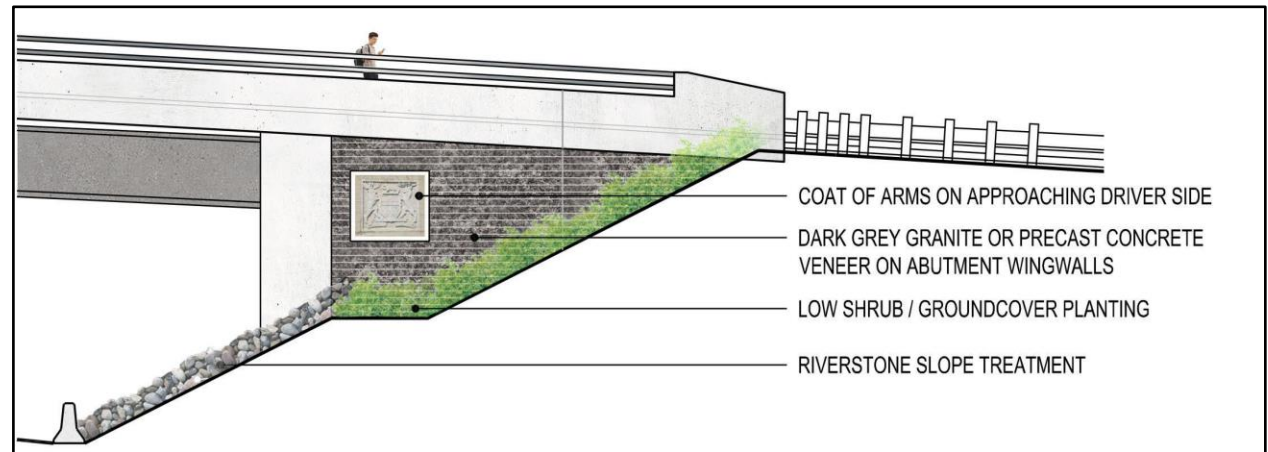 COAT OF ARMS ON APPROACHING DRIVER SIDE
DARK GREY GRANITE OR PRECAST CONCRETE
VENEER ON ABUTMENT WINGWALLS
LOW SHRUB / GROUNDCOVER PLANTING
RIVERSTONE SLOPE TREATMENT